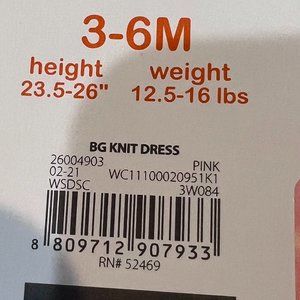 3-6M
height weight
23.5-26" 12.5-16 lbs
BG KNIT DRESS
26004903 PINK
02-21 WC11100020951K1
WSDSC 3W084
8 809712 907933
RN# 52469